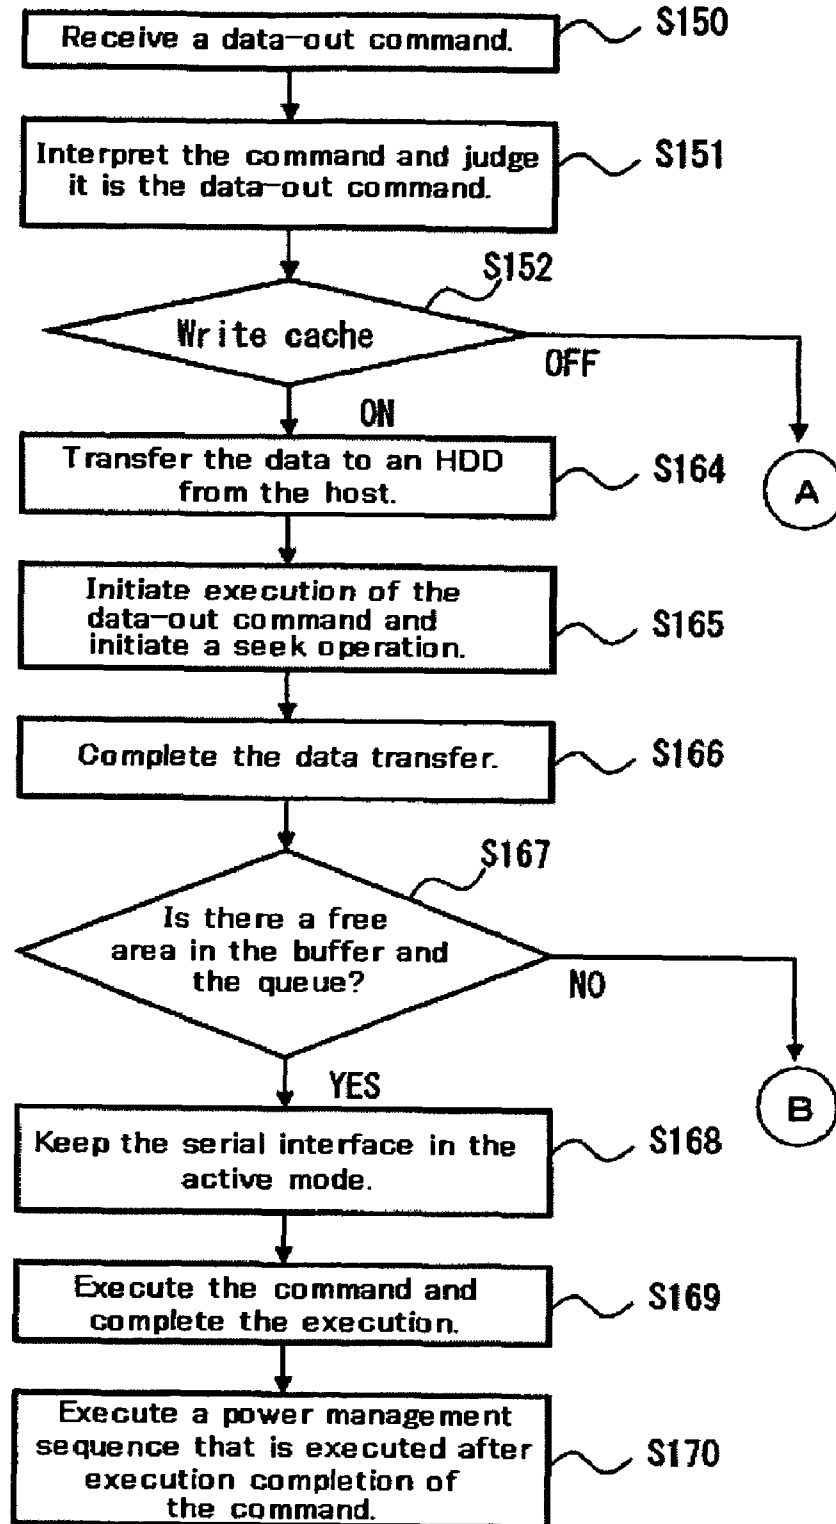 Receive a data-out command.
S150
Interpret the command and judge
it is the data-out command.
S151
S152
Write cache
OFF
ON
A
Transfer the data to an HDD
from the host.
S164
Initiate execution of the
data-out command and
initiate a seek operation.
S165
Complete the data transfer.
S166
S167
Is there a free
area in the buffer and
the queue?
NO
YES
B
Keep the serial interface in the
active mode.
S168
Execute the command and
complete the execution.
S169
Execute a power management
sequence that is executed after
execution completion of
the command.
S170